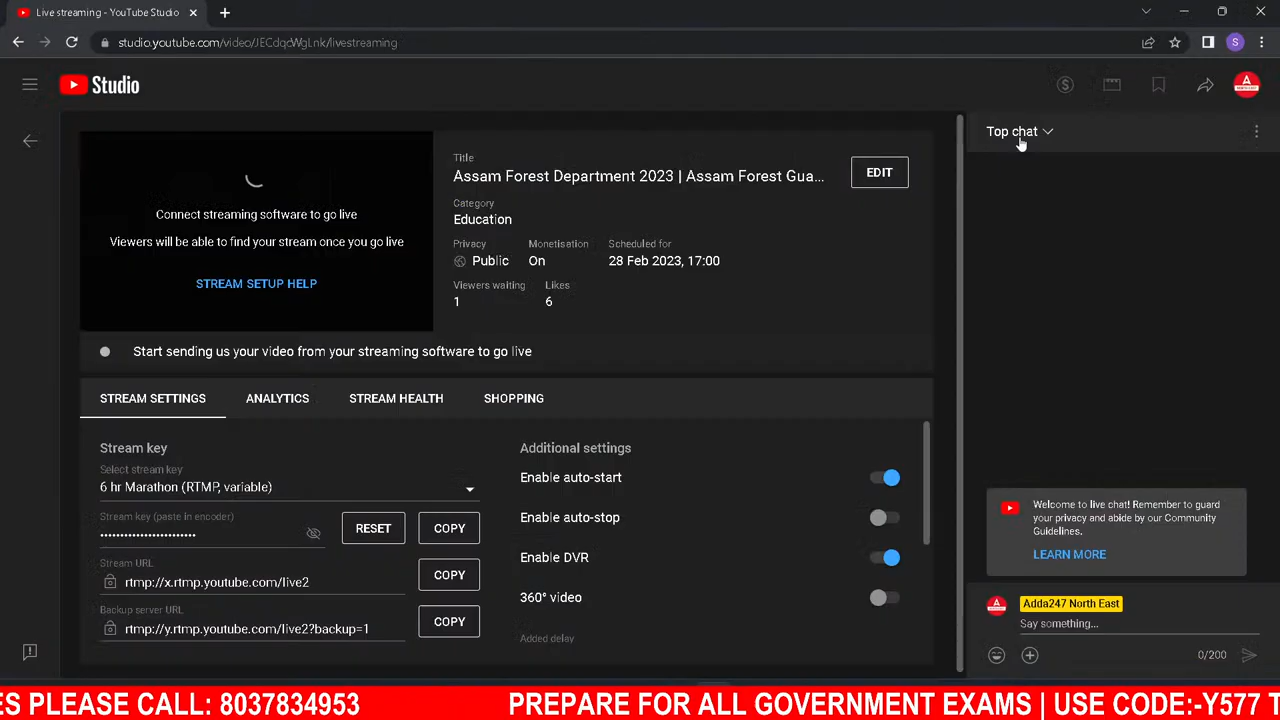 Live streaming - YouTube Studio
studio.youtube.com/video/JECdqcWgLnk/livestreaming
S
Studio
A
Connect streaming software to go live
Viewers will be able to find your stream once you go live
STREAM SETUP HELP
Title
Assam Forest Department 2023 | Assam Forest Gua...
EDIT
Category
Education
Privacy Monetisation Scheduled for
Public On 28 Feb 2023, 17:00
Viewers waiting Likes
1 6
Start sending us your video from your streaming software to go live
STREAM SETTINGS ANALYTICS STREAM HEALTH SHOPPING
Stream key
Select stream key
6 hr Marathon (RTMP, variable)
Stream key (paste in encoder)
••••••••••••••••••••••••
RESET COPY
Stream URL
rtmp://x.rtmp.youtube.com/live2
COPY
Backup server URL
rtmp://y.rtmp.youtube.com/live2?backup=1
COPY
Additional settings
Enable auto-start
Enable auto-stop
Enable DVR
360° video
Added delay
Top chat
Welcome to live chat! Remember to guard
your privacy and abide by our Community
Guidelines.
LEARN MORE
Adda247 North East
Say something...
0/200
ES PLEASE CALL: 8037834953 PREPARE FOR ALL GOVERNMENT EXAMS | USE CODE:-Y577 T